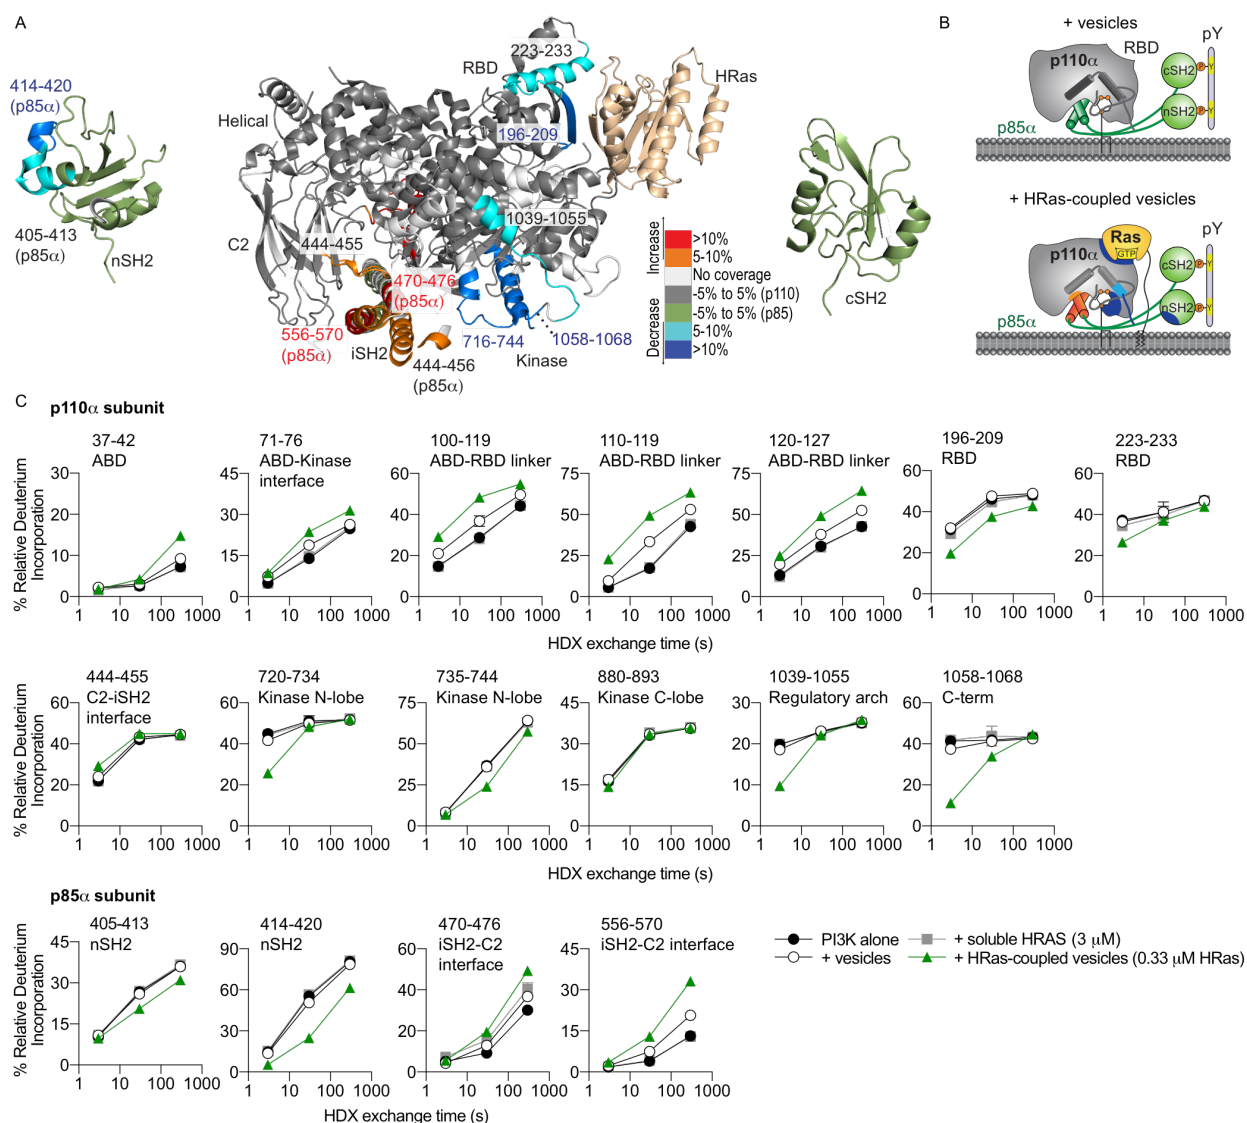 A
414-420
(p85α)
405-413
(p85α)
nSH2
Helical
C2
RBD
223-233
HRas
196-209
1039-1055
444-455
470-476
(p85α)
556-570
(p85α)
iSH2
444-456
(p85α)
716-744
Kinase
1058-1068
cSH2
Increase
Decrease
>10%
5-10%
No coverage
-5% to 5% (p110)
-5% to 5% (p85)
5-10%
>10%
B
+ vesicles
pY
RBD
p110α
cSH2
P
Y
nSH2
P
Y
p85α
+ HRas-coupled vesicles
pY
Ras
GTP
p110α
cSH2
P
Y
nSH2
P
Y
p85α
C
p110α subunit
37-42
ABD
71-76
ABD-Kinase
interface
100-119
ABD-RBD linker
110-119
ABD-RBD linker
120-127
ABD-RBD linker
196-209
RBD
223-233
RBD
% Relative Deuterium
Incorporation
30
20
10
0
45
30
15
0
60
40
20
0
75
50
25
0
75
50
25
0
60
40
20
0
60
40
20
0
1 10 100 1000
1 10 100 1000
1 10 100 1000
1 10 100 1000
1 10 100 1000
1 10 100 1000
1 10 100 1000
HDX exchange time (s)
444-455
C2-iSH2
interface
720-734
Kinase N-lobe
735-744
Kinase N-lobe
880-893
Kinase C-lobe
1039-1055
Regulatory arch
1058-1068
C-term
% Relative Deuterium
Incorporation
60
40
20
0
60
40
20
0
75
50
25
0
45
30
15
0
30
20
10
0
60
40
20
0
1 10 100 1000
1 10 100 1000
1 10 100 1000
1 10 100 1000
1 10 100 1000
1 10 100 1000
HDX exchange time (s)
p85α subunit
405-413
nSH2
414-420
nSH2
470-476
iSH2-C2
interface
556-570
iSH2-C2 interface
% Relative Deuterium
Incorporation
45
30
15
0
90
60
30
0
60
40
20
0
45
30
15
0
1 10 100 1000
1 10 100 1000
1 10 100 1000
1 10 100 1000
HDX exchange time (s)
PI3K alone
+ soluble HRAS (3 μM)
+ vesicles
+ HRas-coupled vesicles (0.33 μM HRas)